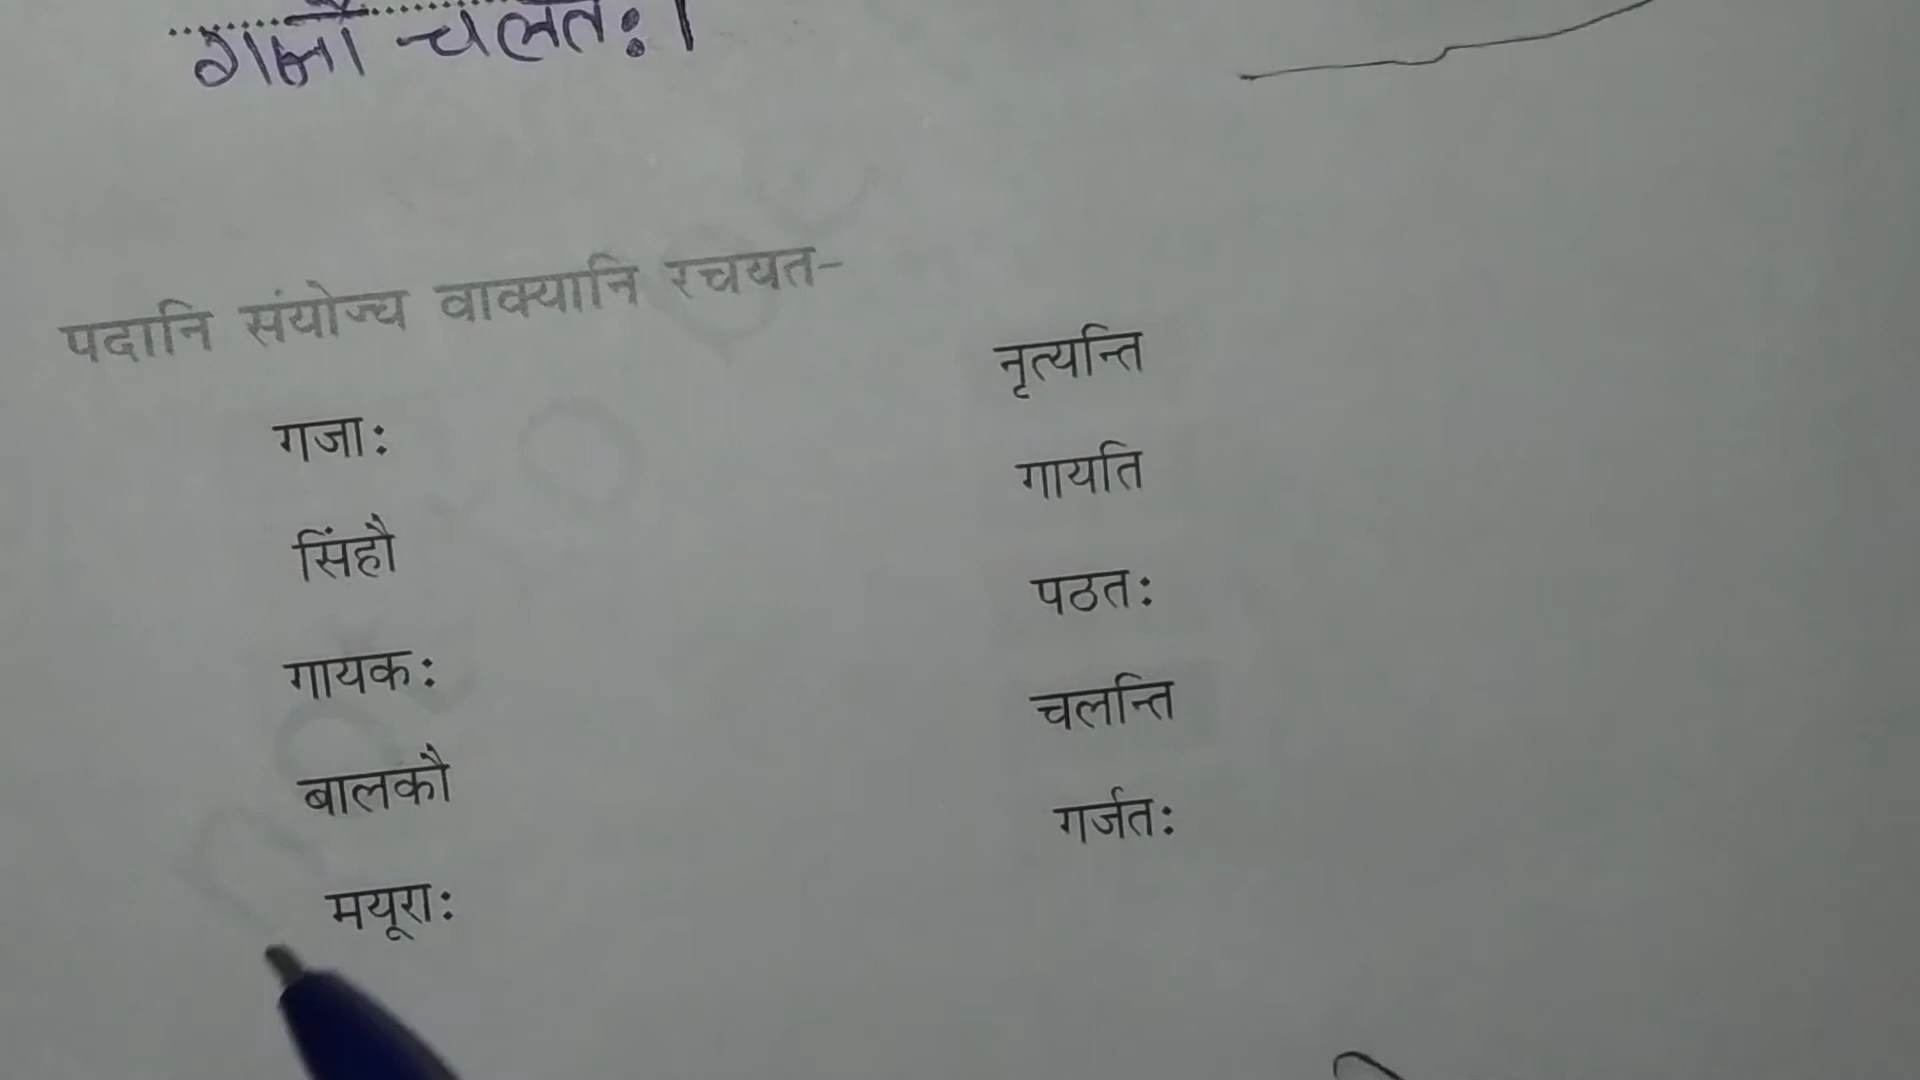 गजौ चलतः।
पदानि संयोज्य वाक्यानि रचयत-
गजाः नृत्यन्ति
सिंहौ गायति
गायकः पठतः
बालकौ चलन्ति
मयूराः गर्जतः